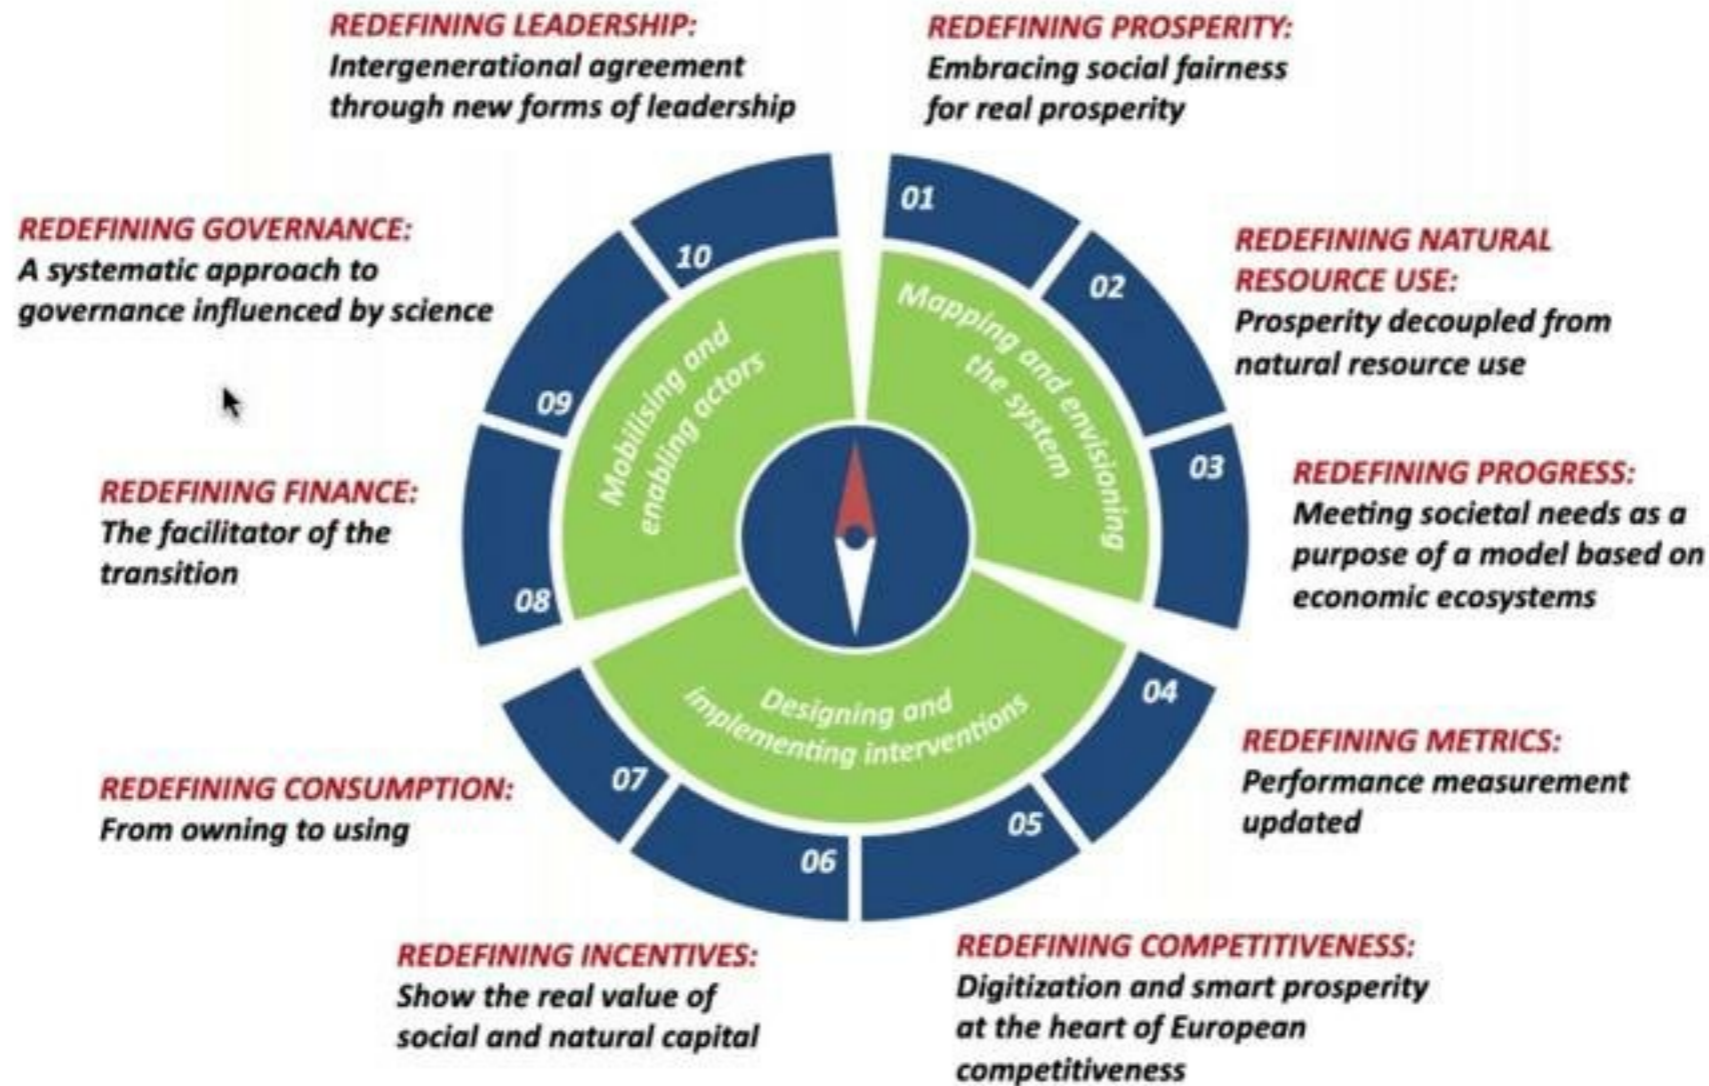 REDEFINING LEADERSHIP:
Intergenerational agreement
through new forms of leadership
REDEFINING PROSPERITY:
Embracing social fairness
for real prosperity
REDEFINING GOVERNANCE:
A systematic approach to
governance influenced by science
REDEFINING NATURAL
RESOURCE USE:
Prosperity decoupled from
natural resource use
REDEFINING FINANCE:
The facilitator of the
transition
REDEFINING PROGRESS:
Meeting societal needs as a
purpose of a model based on
economic ecosystems
REDEFINING CONSUMPTION:
From owning to using
REDEFINING METRICS:
Performance measurement
updated
REDEFINING INCENTIVES:
Show the real value of
social and natural capital
REDEFINING COMPETITIVENESS:
Digitization and smart prosperity
at the heart of European
competitiveness
01
02
03
04
05
06
07
08
09
10
Mapping and envisioning
the system
Designing and
implementing interventions
Mobilising and
enabling actors